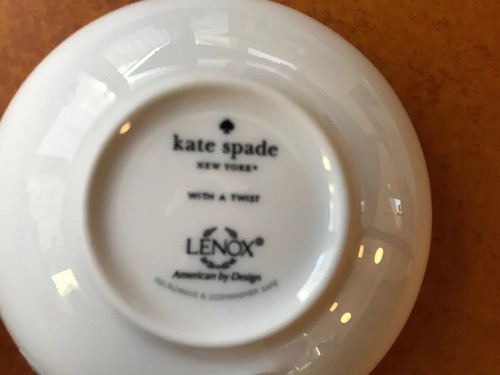 kate spade
NEW YORK®
WITH A TWIST
LENOX®
American by Design
MICROWAVE & DISHWASHER SAFE